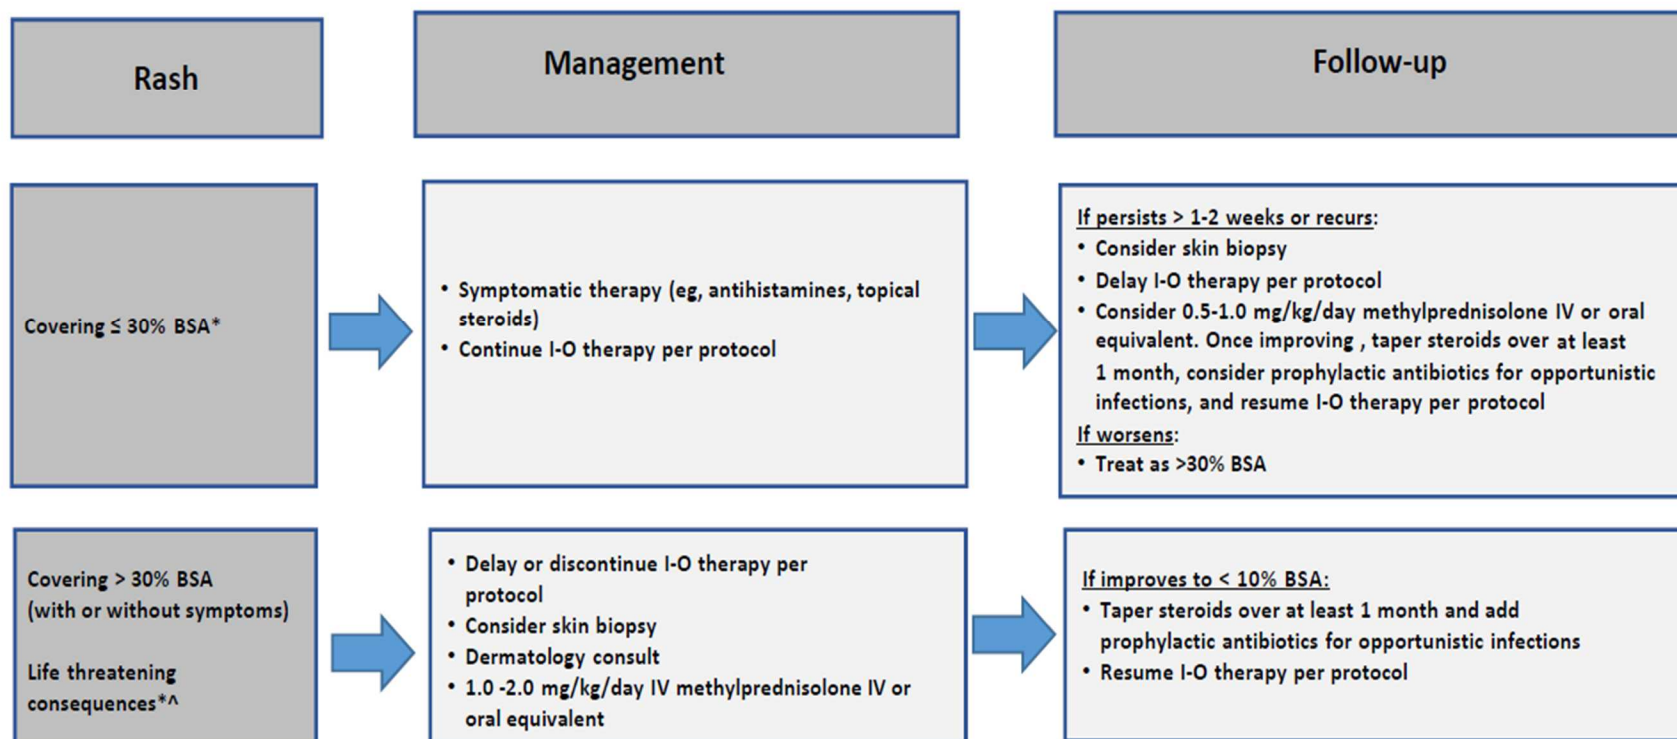 Rash
Management
Follow-up
Covering ≤ 30% BSA*
• Symptomatic therapy (eg, antihistamines, topical
steroids)
• Continue I-O therapy per protocol
If persists > 1-2 weeks or recurs:
• Consider skin biopsy
• Delay I-O therapy per protocol
• Consider 0.5-1.0 mg/kg/day methylprednisolone IV or oral
equivalent. Once improving , taper steroids over at least
1 month, consider prophylactic antibiotics for opportunistic
infections, and resume I-O therapy per protocol
If worsens:
• Treat as >30% BSA
Covering > 30% BSA
(with or without symptoms)
Life threatening
consequences*^
• Delay or discontinue I-O therapy per
protocol
• Consider skin biopsy
• Dermatology consult
• 1.0 -2.0 mg/kg/day IV methylprednisolone IV or
oral equivalent
If improves to < 10% BSA:
• Taper steroids over at least 1 month and add
prophylactic antibiotics for opportunistic infections
• Resume I-O therapy per protocol